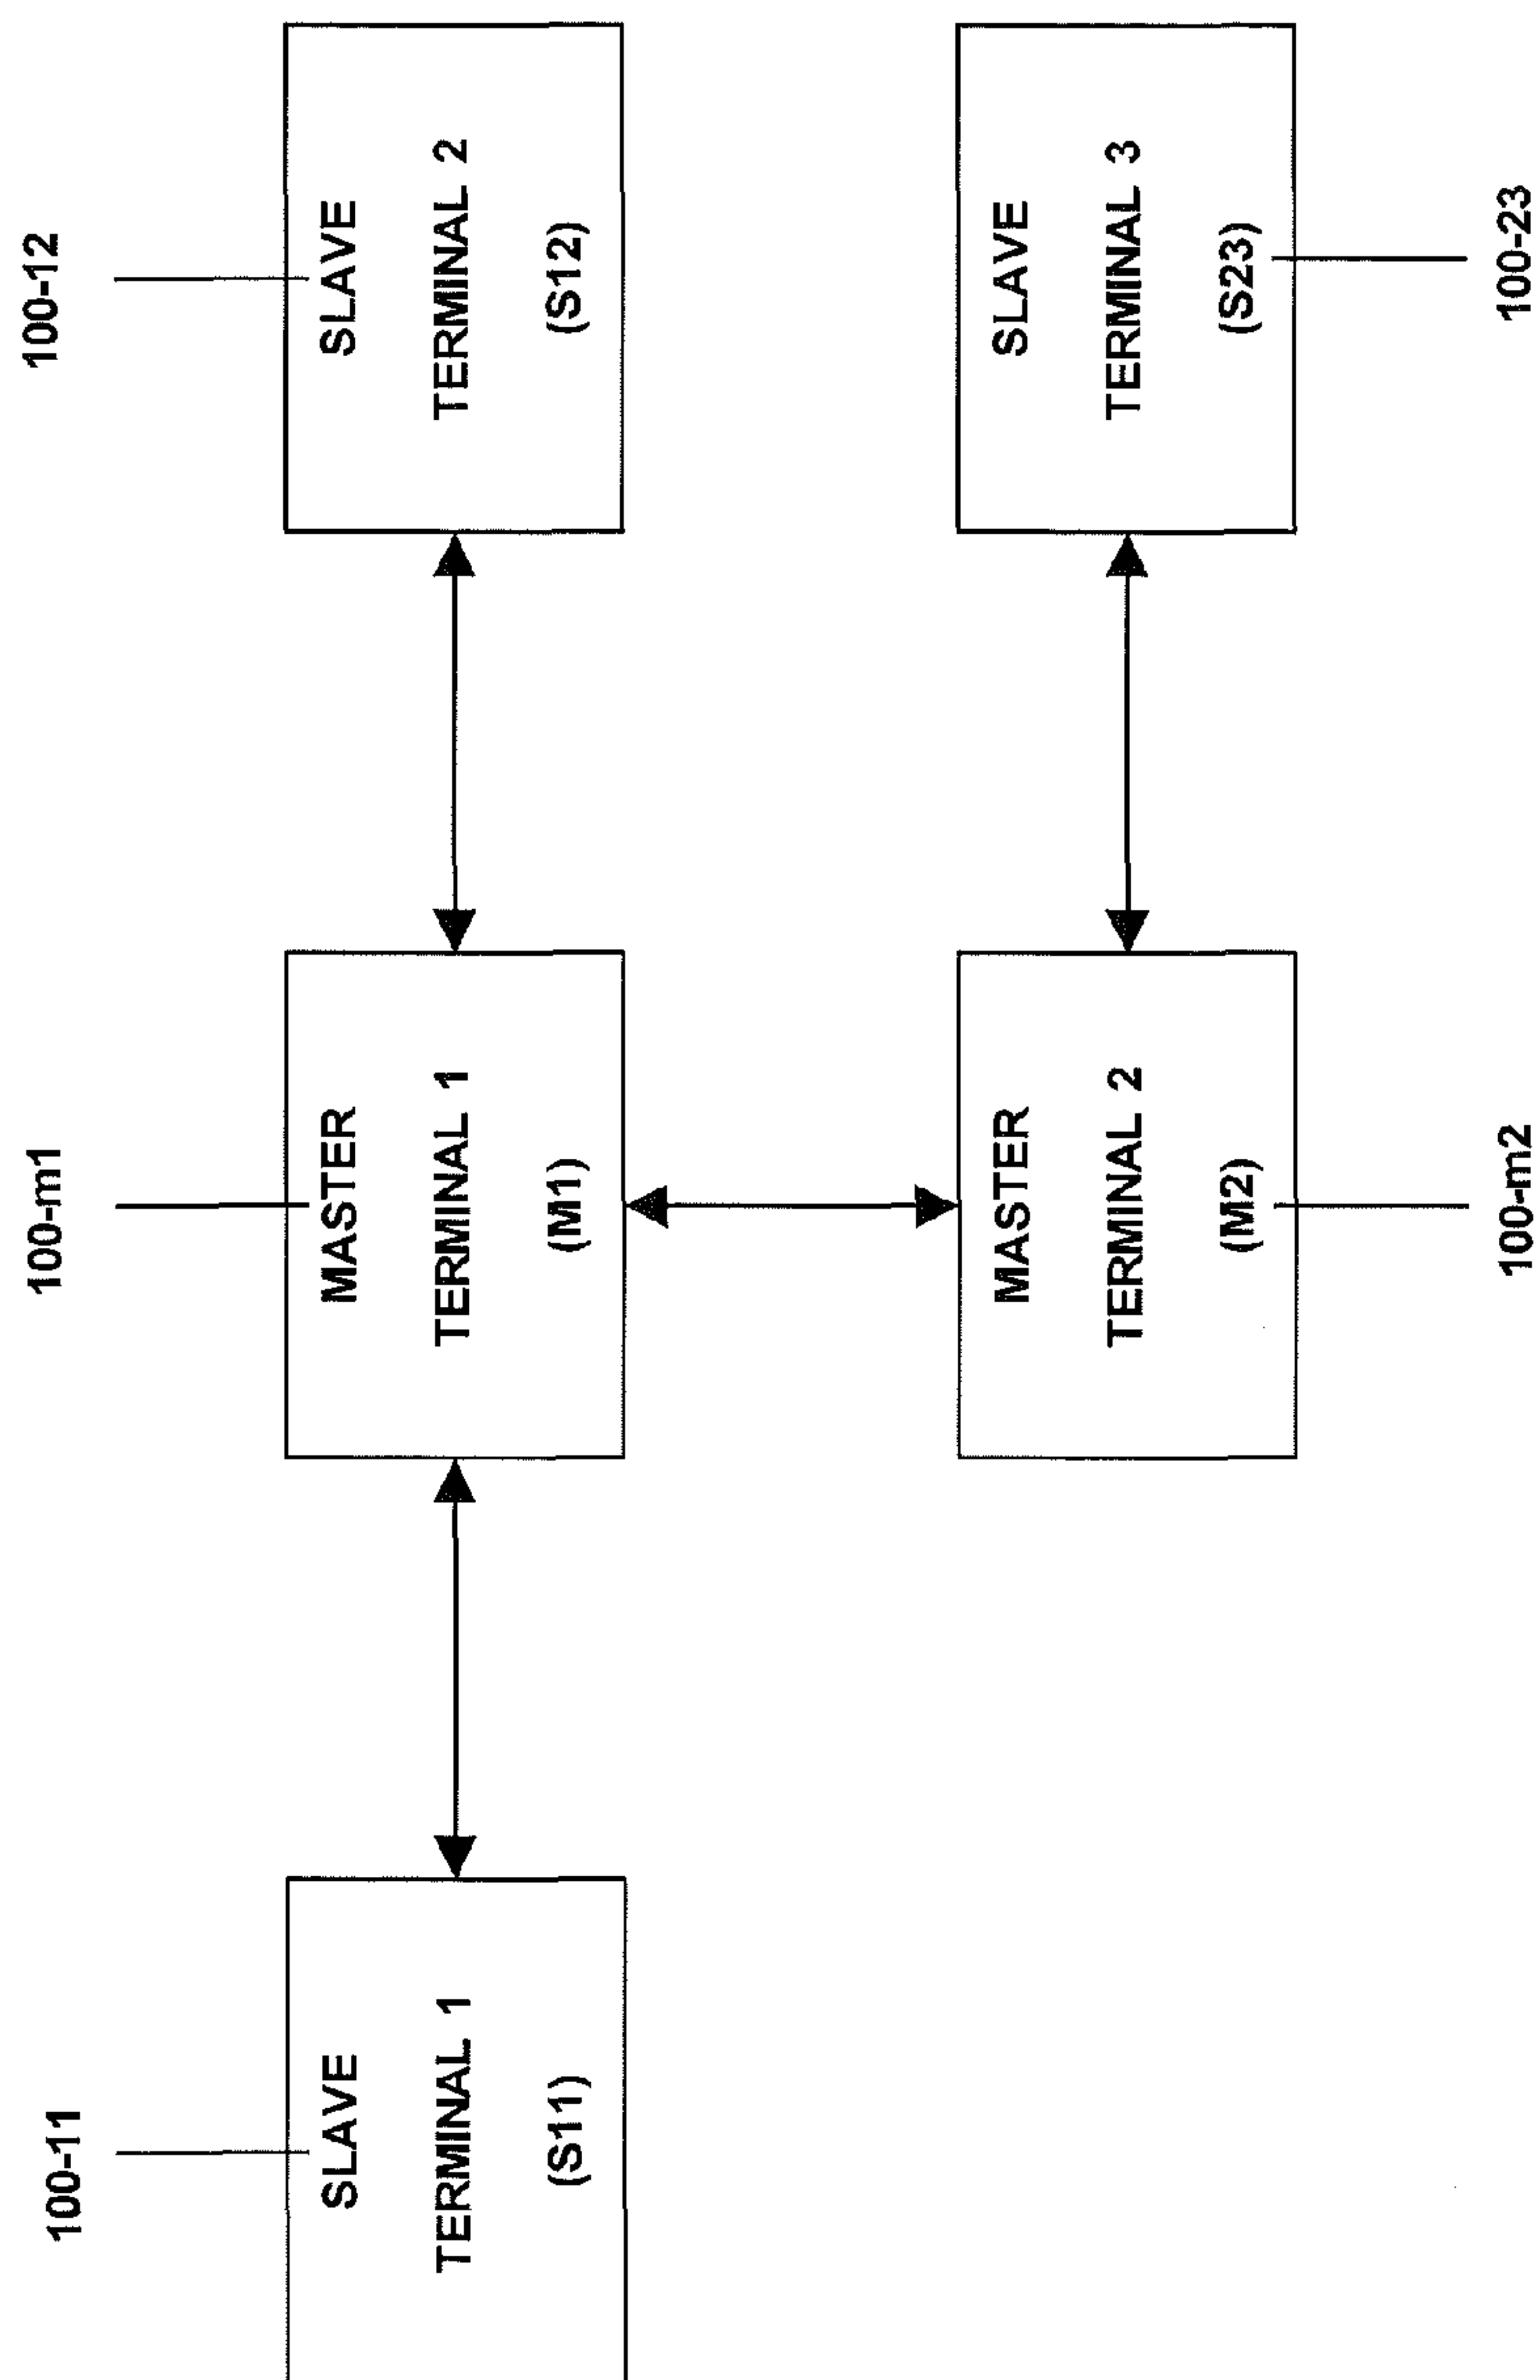 100-11
100-m1
100-12
SLAVE
TERMINAL 1
(S11)
MASTER
TERMINAL 1
(M1)
SLAVE
TERMINAL 2
(S12)
MASTER
TERMINAL 2
(M2)
SLAVE
TERMINAL 3
(S23)
100-m2
100-23